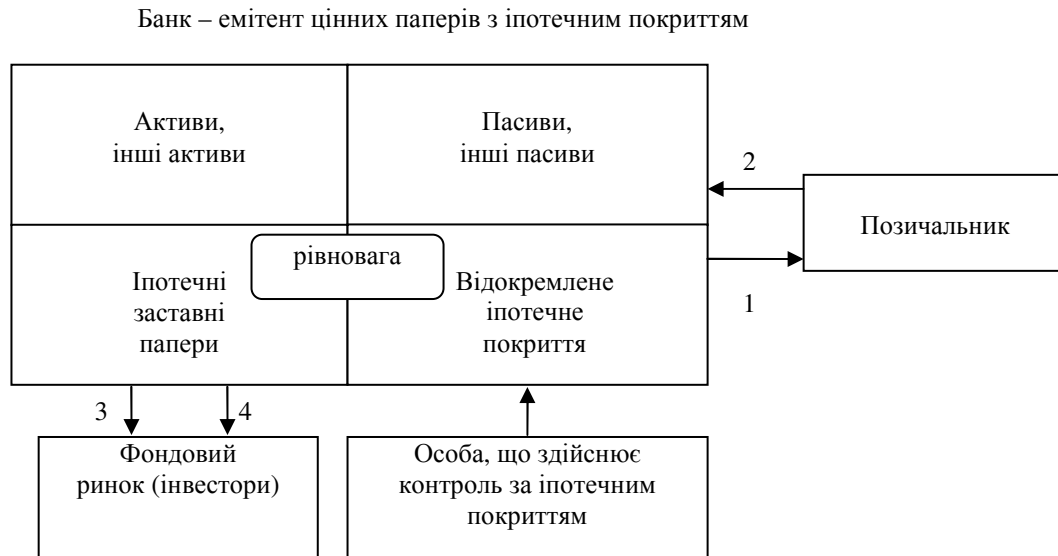 Банк – емітент цінних паперів з іпотечним покриттям
Активи,
інші активи
Пасиви,
інші пасиви
2
Позичальник
рівновага
Іпотечні
заставні
папери
Відокремлене
іпотечне
покриття
1
3
4
Фондовий
ринок (інвестори)
Особа, що здійснює
контроль за іпотечним
покриттям